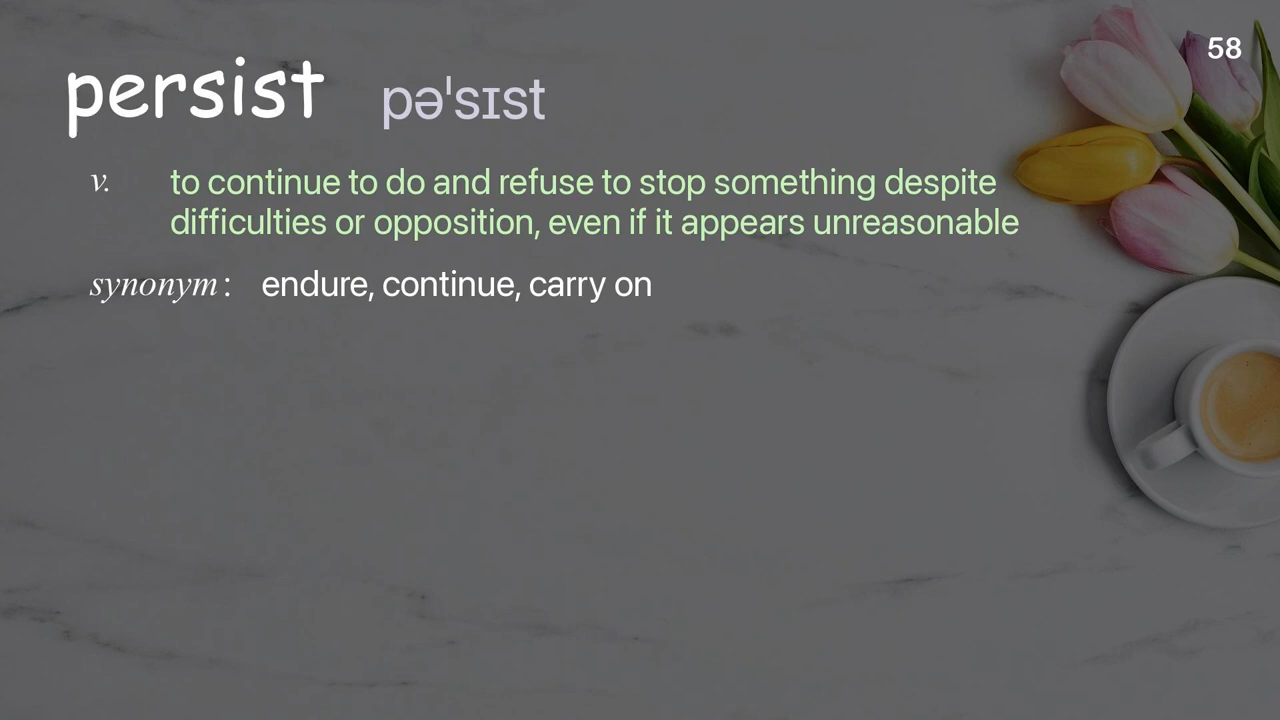 58
persist pəˈsɪst
v. to continue to do and refuse to stop something despite
difficulties or opposition, even if it appears unreasonable
synonym : endure, continue, carry on